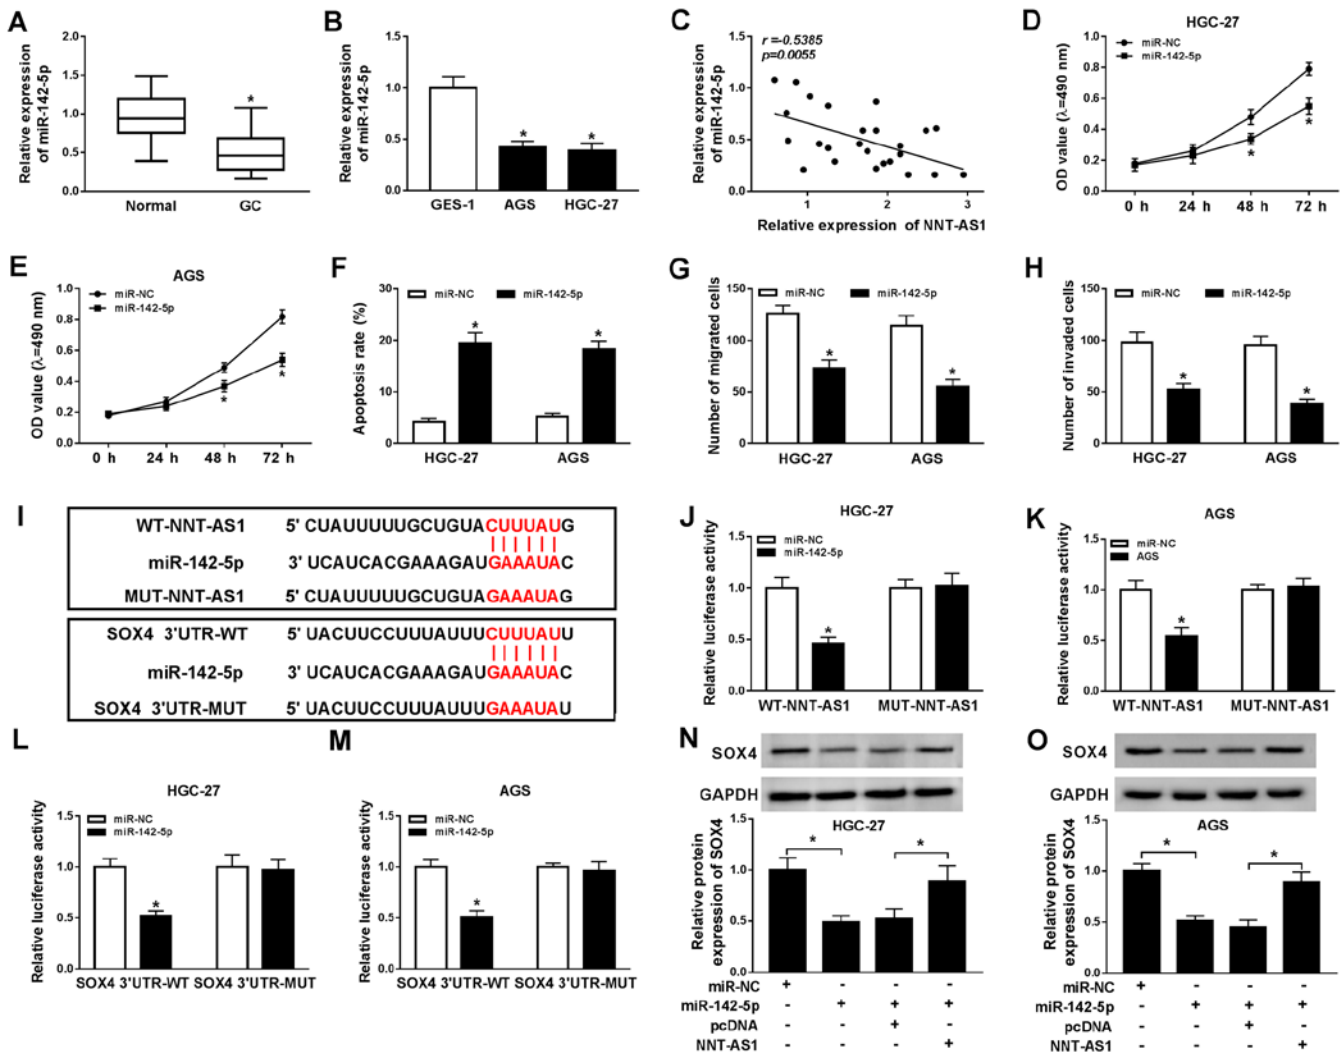 A
Relative expression
of miR-142-5p
2.0
1.5
1.0
0.5
0.0
*
Normal
GC
B
Relative expression
of miR-142-5p
1.5
1.0
0.5
0.0
*
*
GES-1
AGS
HGC-27
C
Relative expression
of miR-142-5p
1.5
1.0
0.5
0.0
r =-0.5385
p=0.0055
1
2
3
Relative expression of NNT-AS1
D
HGC-27
OD value (λ=490 nm)
1.0
0.8
0.6
0.4
0.2
0.0
miR-NC
miR-142-5p
*
*
0 h
24 h
48 h
72 h
E
AGS
OD value (λ=490 nm)
1.0
0.8
0.6
0.4
0.2
0.0
miR-NC
miR-142-5p
*
*
0 h
24 h
48 h
72 h
F
Apoptosis rate (%)
30
20
10
0
miR-NC
miR-142-5p
*
*
HGC-27
AGS
G
Number of migrated cells
150
100
50
0
miR-NC
miR-142-5p
*
*
HGC-27
AGS
H
Number of invaded cells
150
100
50
0
miR-NC
miR-142-5p
*
*
HGC-27
AGS
I
WT-NNT-AS1 5' CUAUUUUUGCUGUACUUUAUG
miR-142-5p 3' UCAUCACGAAAGAUGAAAUAC
MUT-NNT-AS1 5' CUAUUUUUGCUGUAGAAAUAG
SOX4 3'UTR-WT 5' UACUUCCUUUAUUUCUUUAUU
miR-142-5p 3' UCAUCACGAAAGAUGAAAUAC
SOX4 3'UTR-MUT 5' UACUUCCUUUAUUUGAAAUAU
J
HGC-27
Relative luciferase activity
1.5
1.0
0.5
0.0
miR-NC
miR-142-5p
*
WT-NNT-AS1
MUT-NNT-AS1
K
AGS
Relative luciferase activity
1.5
1.0
0.5
0.0
miR-NC
AGS
*
WT-NNT-AS1
MUT-NNT-AS1
L
HGC-27
Relative luciferase activity
1.5
1.0
0.5
0.0
miR-NC
miR-142-5p
*
SOX4 3'UTR-WT
SOX4 3'UTR-MUT
M
AGS
Relative luciferase activity
1.5
1.0
0.5
0.0
miR-NC
miR-142-5p
*
SOX4 3'UTR-WT
SOX4 3'UTR-MUT
N
SOX4
GAPDH
HGC-27
Relative protein
expression of SOX4
1.5
1.0
0.5
0.0
*
*
miR-NC + - - -
miR-142-5p - + + +
pcDNA - - + -
NNT-AS1 - - - +
O
SOX4
GAPDH
AGS
Relative protein
expression of SOX4
1.5
1.0
0.5
0.0
*
*
miR-NC + - - -
miR-142-5p - + + +
pcDNA - - + -
NNT-AS1 - - - +